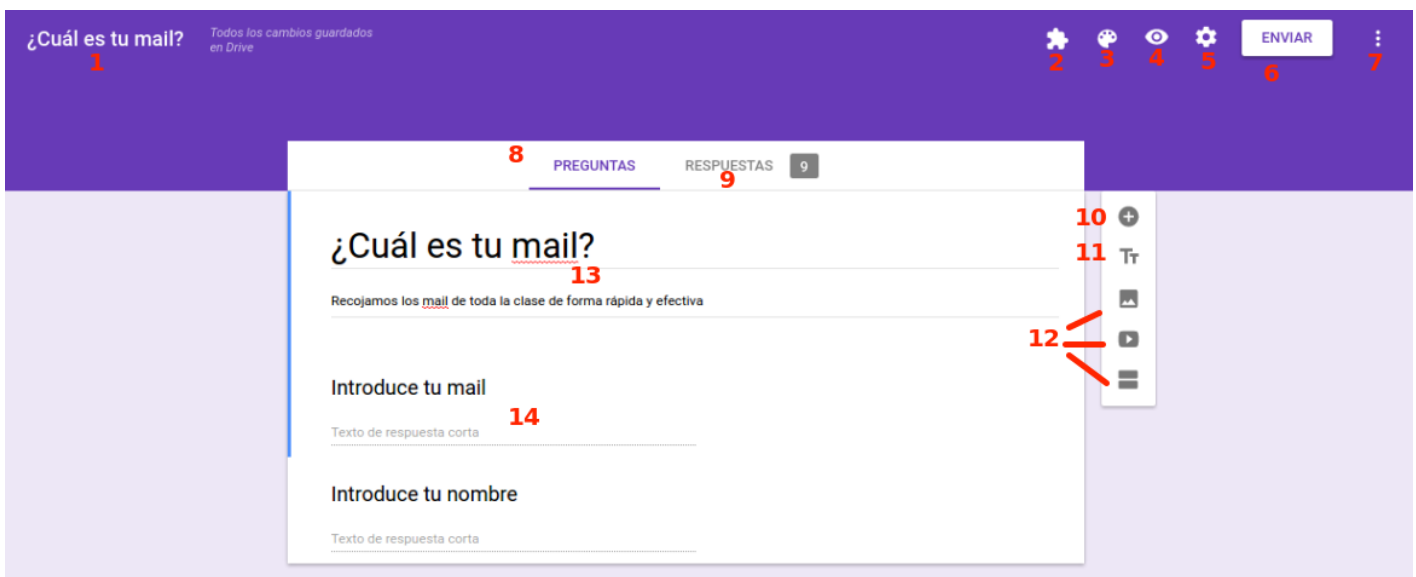 ¿Cuál es tu mail?
Todos los cambios guardados
en Drive
ENVIAR
1
2
3
4
5
6
7
8
PREGUNTAS
RESPUESTAS
9
9
10
¿Cuál es tu mail?
11
Tт
13
Recojamos los mail de toda la clase de forma rápida y efectiva
12
Introduce tu mail
14
Texto de respuesta corta
Introduce tu nombre
Texto de respuesta corta